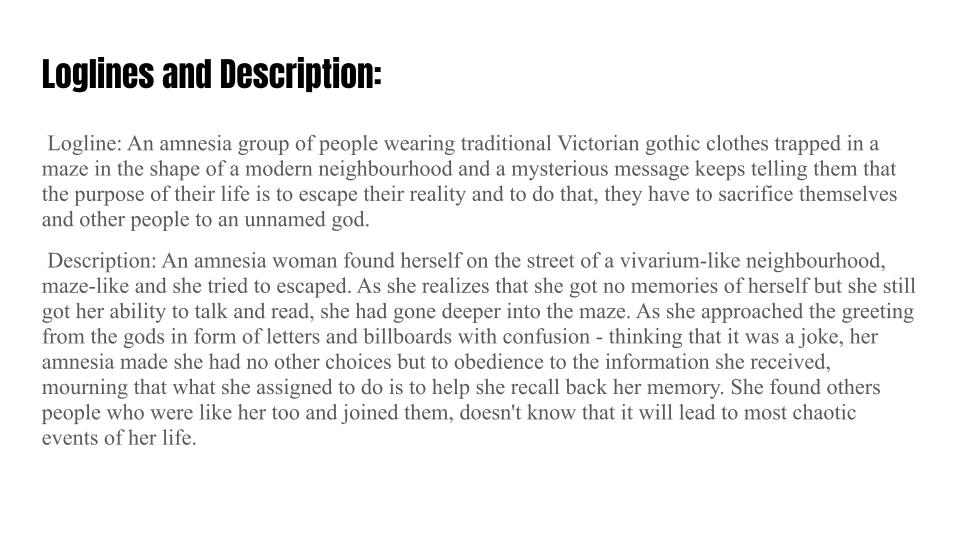 Loglines and Description:
Logline: An amnesia group of people wearing traditional Victorian gothic clothes trapped in a
maze in the shape of a modern neighbourhood and a mysterious message keeps telling them that
the purpose of their life is to escape their reality and to do that, they have to sacrifice themselves
and other people to an unnamed god.
Description: An amnesia woman found herself on the street of a vivarium-like neighbourhood,
maze-like and she tried to escaped. As she realizes that she got no memories of herself but she still
got her ability to talk and read, she had gone deeper into the maze. As she approached the greeting
from the gods in form of letters and billboards with confusion - thinking that it was a joke, her
amnesia made she had no other choices but to obedience to the information she received,
mourning that what she assigned to do is to help she recall back her memory. She found others
people who were like her too and joined them, doesn't know that it will lead to most chaotic
events of her life.